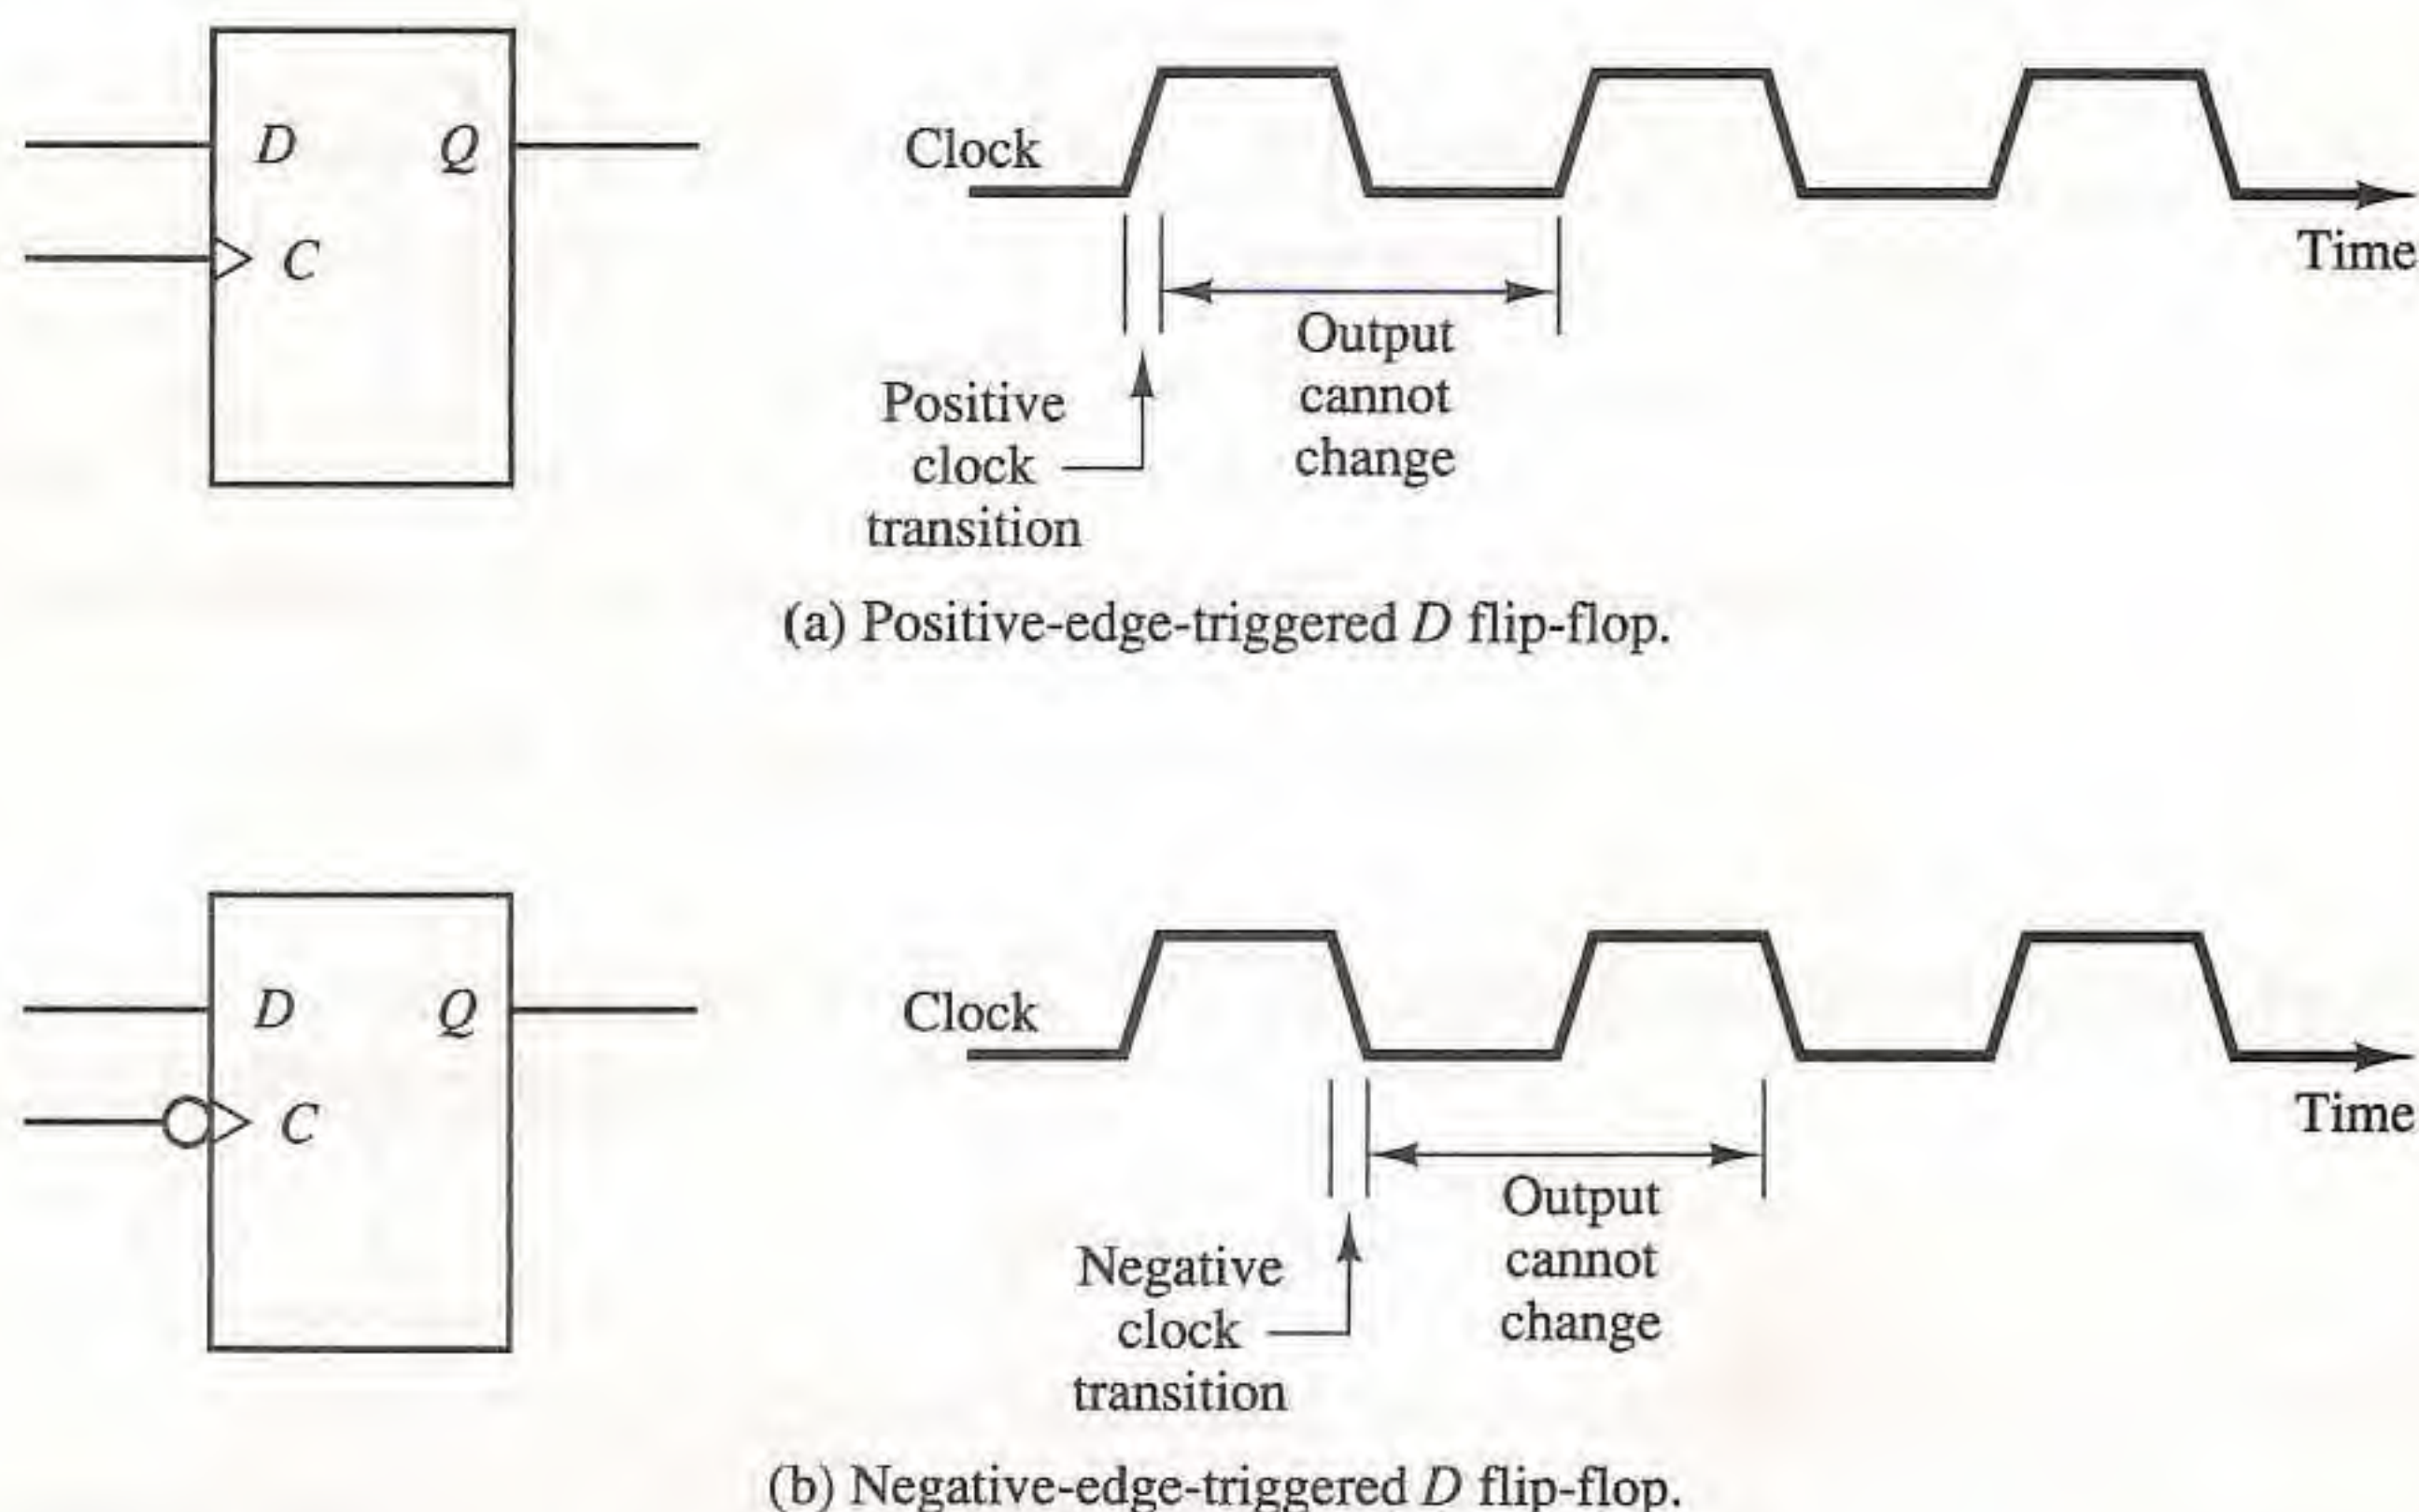 D Q
Clock
C
Time
Output
cannot
change
Positive
clock
transition
(a) Positive-edge-triggered D flip-flop.
D Q
Clock
C
Time
Output
cannot
change
Negative
clock
transition
(b) Negative-edge-triggered D flip-flop.